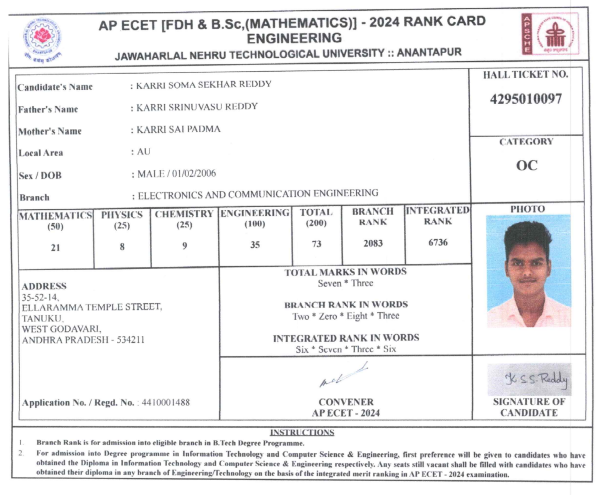 AP ECET [FDH & B.Sc,(MATHEMATICS)] - 2024 RANK CARD
ENGINEERING
JAWAHARLAL NEHRU TECHNOLOGICAL UNIVERSITY :: ANANTAPUR
APSCHE
Candidate's Name : KARRI SOMA SEKHAR REDDY
Father's Name : KARRI SRINUVASU REDDY
Mother's Name : KARRI SAI PADMA
Local Area : AU
Sex / DOB : MALE / 01/02/2006
Branch : ELECTRONICS AND COMMUNICATION ENGINEERING
HALL TICKET NO.
4295010097
CATEGORY
OC
MATHEMATICS (50) PHYSICS (25) CHEMISTRY (25) ENGINEERING (100) TOTAL (200) BRANCH RANK INTEGRATED RANK
21 8 9 35 73 2083 6736
PHOTO
ADDRESS
35-52-14,
ELLARAMMA TEMPLE STREET,
TANUKU,
WEST GODAVARI,
ANDHRA PRADESH - 534211
Application No. / Regd. No. : 4410001488
TOTAL MARKS IN WORDS
Seven * Three
BRANCH RANK IN WORDS
Two * Zero * Eight * Three
INTEGRATED RANK IN WORDS
Six * Seven * Three * Six
CONVENER
AP ECET - 2024
K.S.S.Reddy
SIGNATURE OF
CANDIDATE
INSTRUCTIONS
1. Branch Rank is for admission into eligible branch in B.Tech Degree Programme.
2. For admission into Degree programme in Information Technology and Computer Science & Engineering, first preference will be given to candidates who have
obtained the Diploma in Information Technology and Computer Science & Engineering respectively. Any seats still vacant shall be filled with candidates who have
obtained their diploma in any branch of Engineering/Technology on the basis of the integrated merit ranking in AP ECET - 2024 examination.